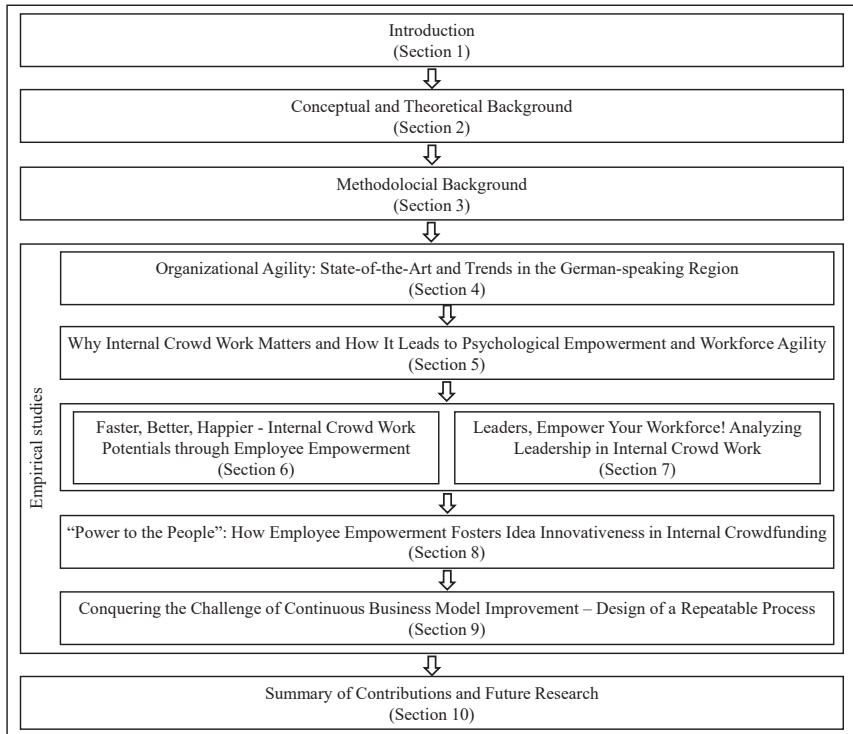 Introduction
(Section 1)
Conceptual and Theoretical Background
(Section 2)
Methodolocial Background
(Section 3)
Empirical studies
Organizational Agility: State-of-the-Art and Trends in the German-speaking Region
(Section 4)
Why Internal Crowd Work Matters and How It Leads to Psychological Empowerment and Workforce Agility
(Section 5)
Faster, Better, Happier - Internal Crowd Work
Potentials through Employee Empowerment
(Section 6)
Leaders, Empower Your Workforce! Analyzing
Leadership in Internal Crowd Work
(Section 7)
“Power to the People”: How Employee Empowerment Fosters Idea Innovativeness in Internal Crowdfunding
(Section 8)
Conquering the Challenge of Continuous Business Model Improvement – Design of a Repeatable Process
(Section 9)
Summary of Contributions and Future Research
(Section 10)